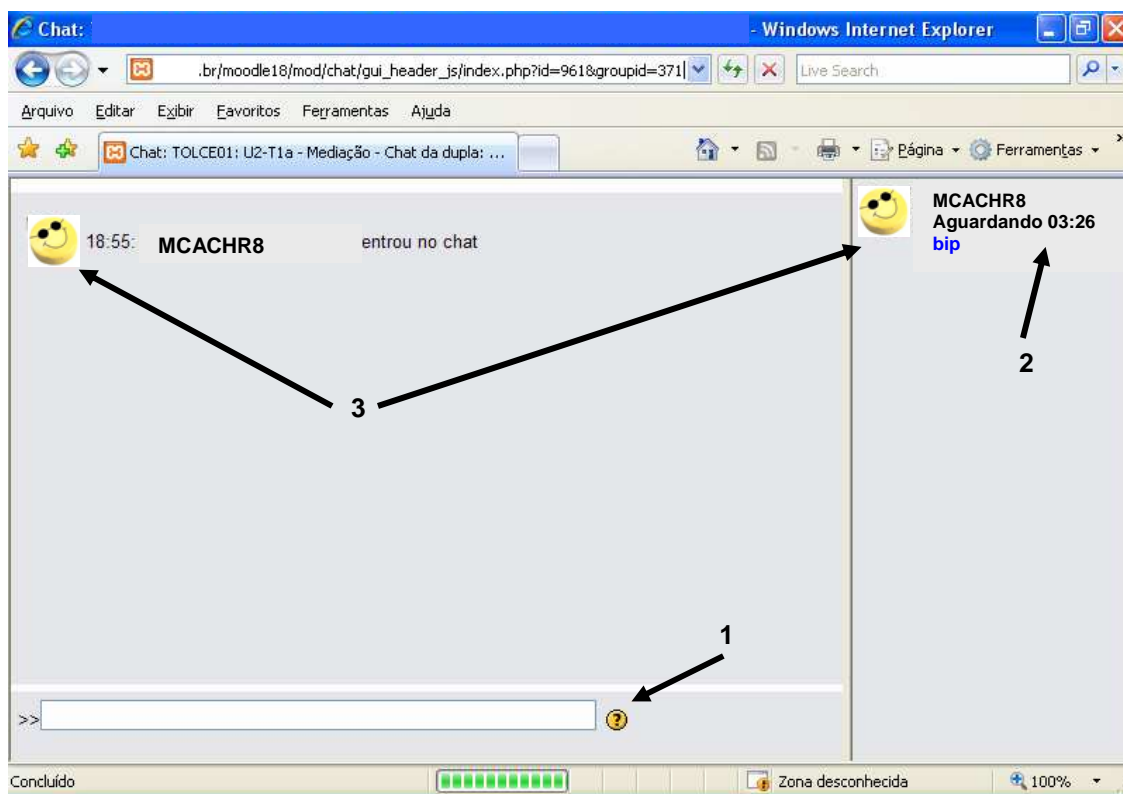 Chat: - Windows Internet Explorer
.br/moodle18/mod/chat/gui_header_js/index.php?id=961&groupid=371 Live Search
Arquivo Editar Exibir Favoritos Ferramentas Ajuda
Chat: TOLCE01: U2-T1a - Mediação - Chat da dupla: ... Página Ferramentas »
18:55: MCACHR8 entrou no chat
MCACHR8
Aguardando 03:26
bip
2
3
1
>> ?
Concluído Zona desconhecida 100%